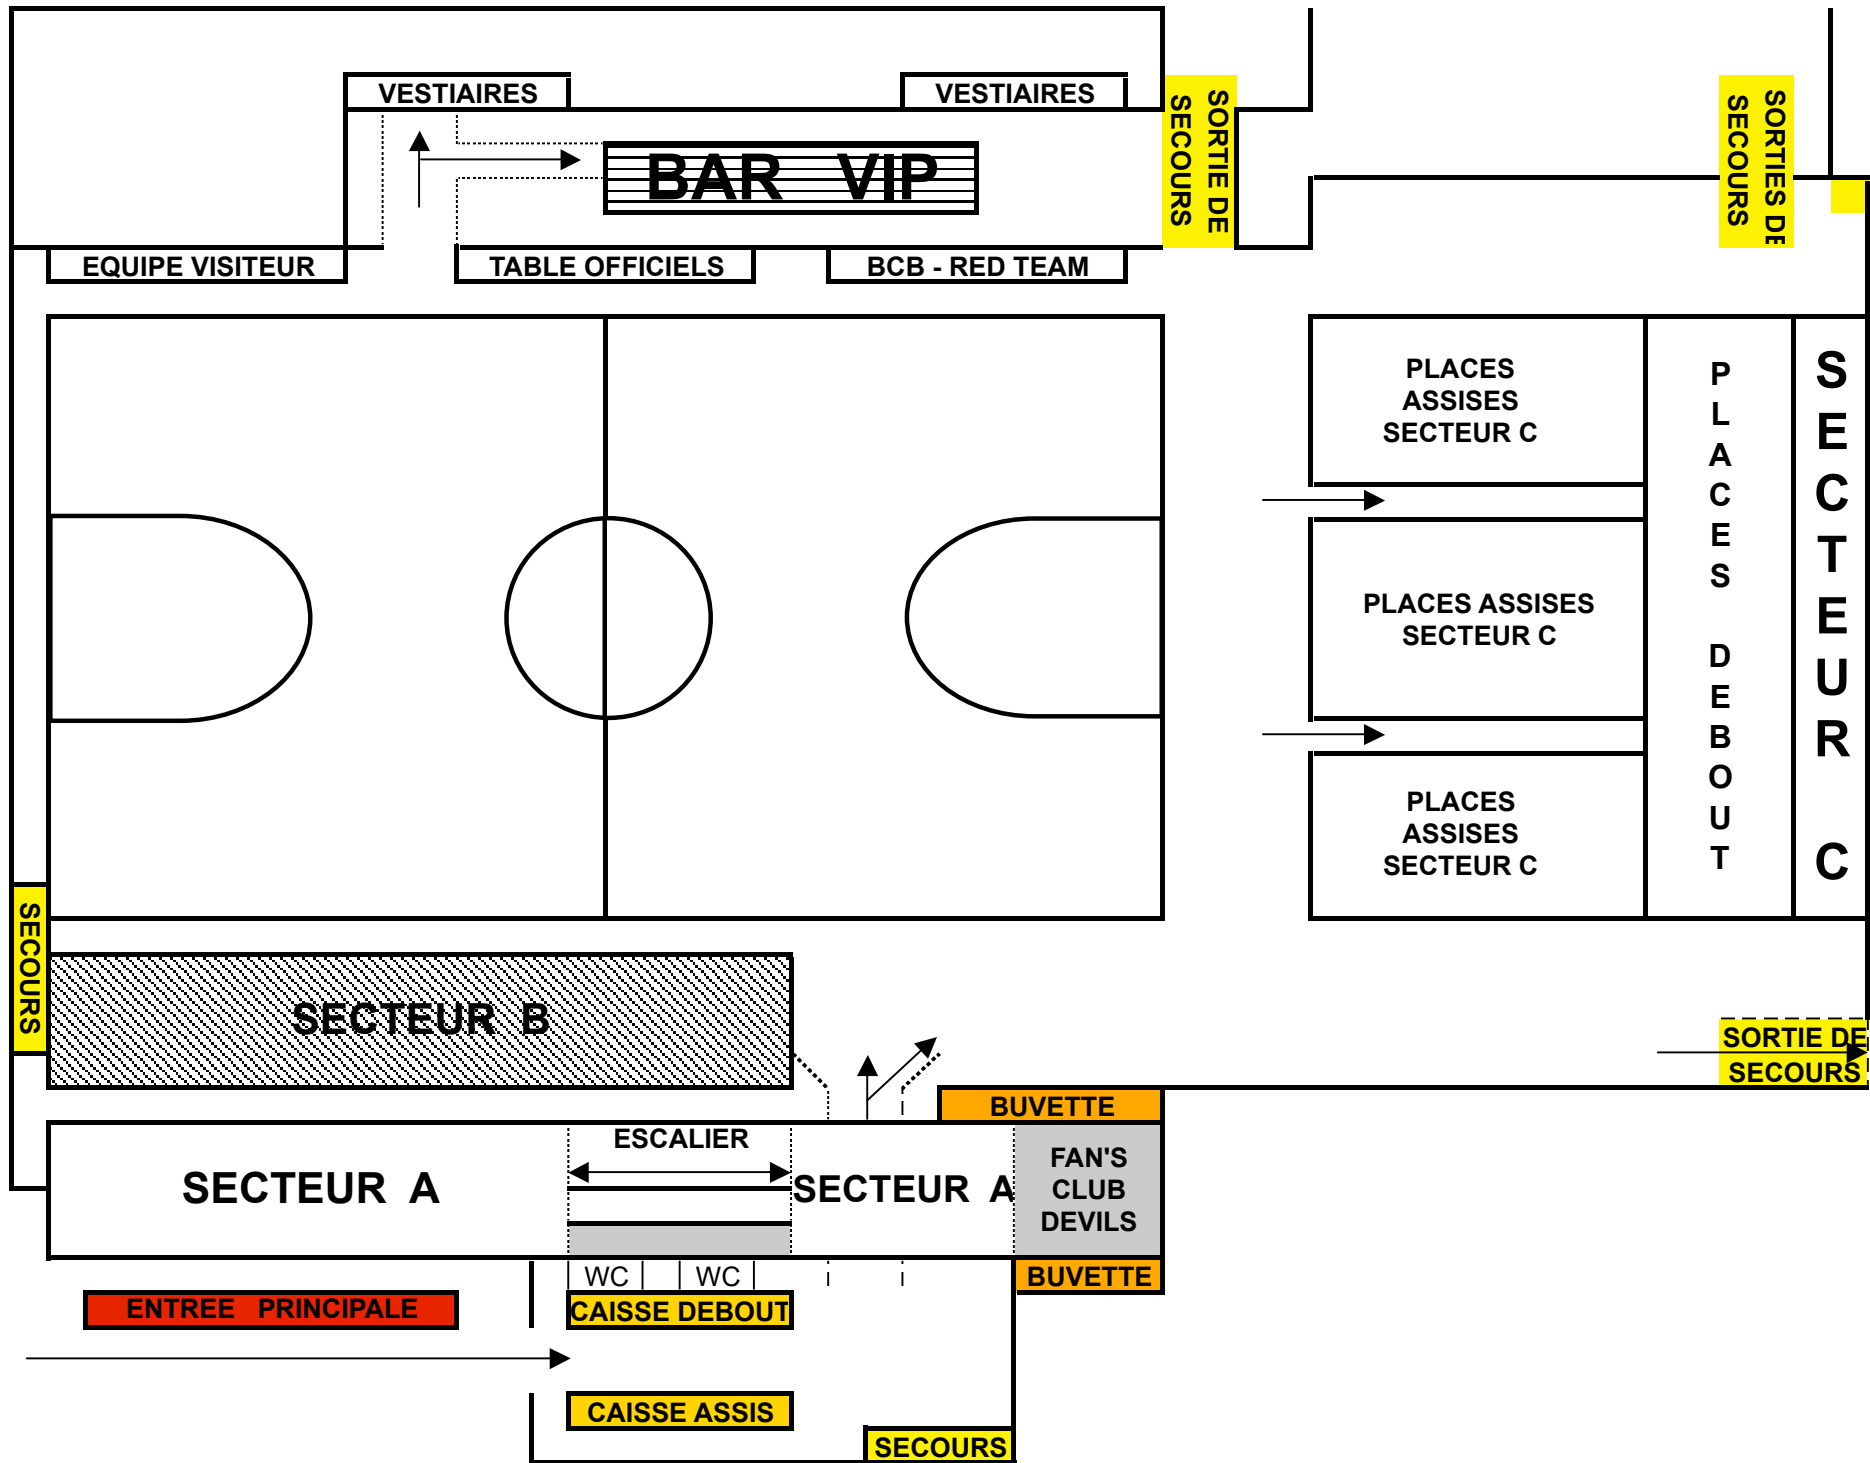 VESTIAIRES
VESTIAIRES
BAR VIP
SORTIE DE
SECOURS
SORTIES DE
SECOURS
EQUIPE VISITEUR
TABLE OFFICIELS
BCB - RED TEAM
PLACES
ASSISES
SECTEUR C
PLACES ASSISES
SECTEUR C
PLACES
ASSISES
SECTEUR C
PLACES DEBOUT
SECTEUR C
SECOURS
SECTEUR B
SORTIE DE
SECOURS
BUVETTE
ESCALIER
SECTEUR A
SECTEUR A
FAN'S
CLUB
DEVILS
WC
WC
BUVETTE
ENTREE PRINCIPALE
CAISSE DEBOUT
CAISSE ASSIS
SECOURS